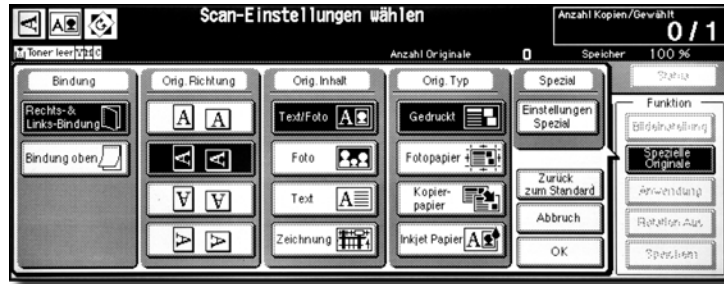 Scan-Einstellungen wählen
Anzahl Kopien/Gewählt
0 / 1
Toner leer
Anzahl Originale 0 Speicher 100 %
Bindung
Rechts- &
Links-Bindung
Bindung oben
Orig. Richtung
A A
A A
A A
A A
Orig. Inhalt
Text/Foto A
Foto
Text A
Zeichnung
Orig. Typ
Gedruckt
Fotopapier
Kopier-
papier
Inkjet Papier A
Spezial
Einstellungen
Spezial
Zurück
zum Standard
Abbruch
OK
Status
Funktion
Bildeinstellung
Spezielle
Originale
Anwendung
Rotation Aus
Speichern